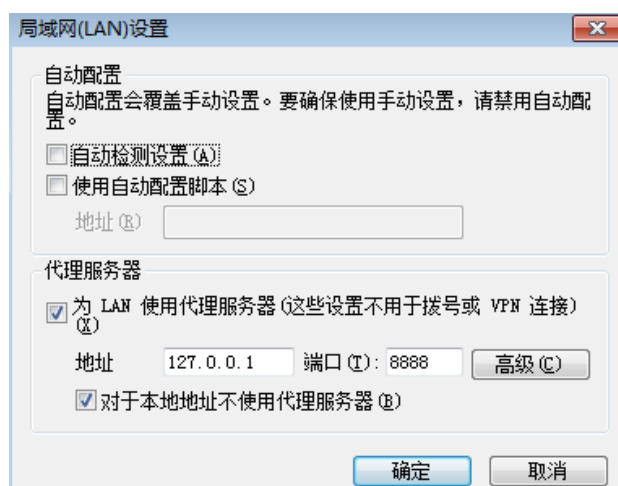 局域网(LAN)设置
自动配置
自动配置会覆盖手动设置。要确保使用手动设置，请禁用自动配
置。
自动检测设置(A)
使用自动配置脚本(S)
地址(R)
代理服务器
为 LAN 使用代理服务器(这些设置不用于拨号或 VPN 连接)
(X)
地址 127.0.0.1 端口(T): 8888 高级(C)
对于本地地址不使用代理服务器(B)
确定 取消